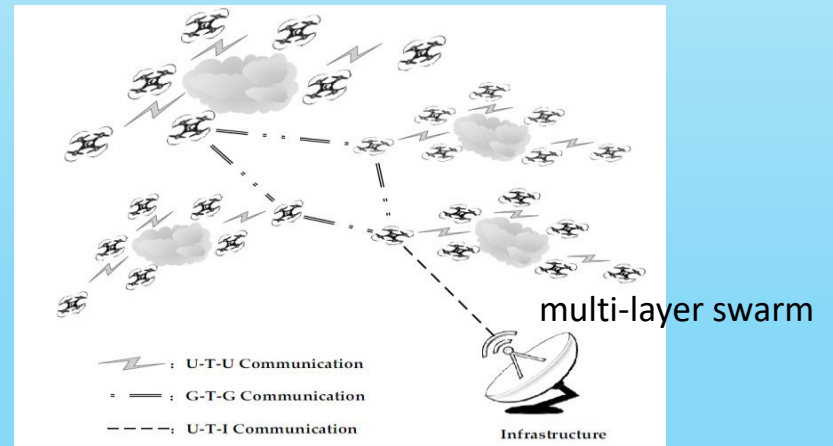 multi-layer swarm
: U-T-U Communication
: G-T-G Communication
: U-T-I Communication
Infrastructure